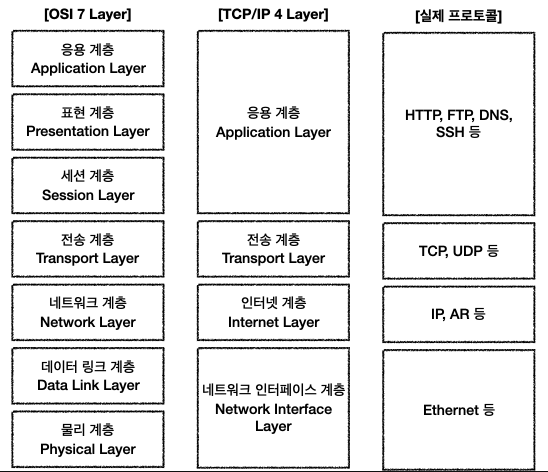 [OSI 7 Layer]
응용 계층
Application Layer
표현 계층
Presentation Layer
세션 계층
Session Layer
전송 계층
Transport Layer
네트워크 계층
Network Layer
데이터 링크 계층
Data Link Layer
물리 계층
Physical Layer
[TCP/IP 4 Layer]
응용 계층
Application Layer
전송 계층
Transport Layer
인터넷 계층
Internet Layer
네트워크 인터페이스 계층
Network Interface
Layer
[실제 프로토콜]
HTTP, FTP, DNS,
SSH 등
TCP, UDP 등
IP, AR 등
Ethernet 등